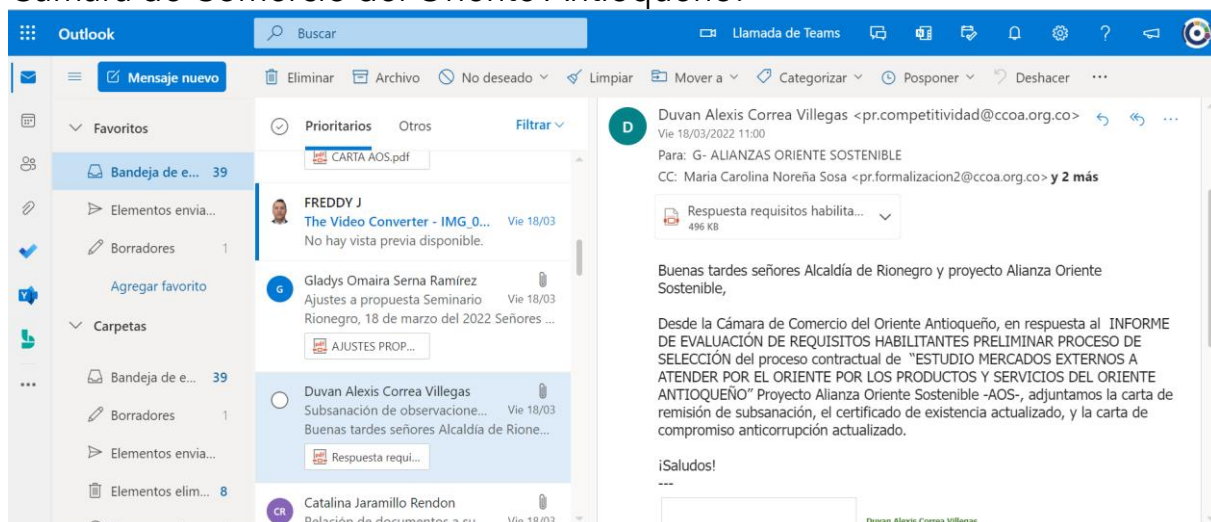 Cámara de Comercio del Oriente Antioqueño.
Outlook
Buscar
Llamada de Teams
Mensaje nuevo
Eliminar
Archivo
No deseado
Limpiar
Mover a
Categorizar
Posponer
Deshacer
Favoritos
Bandeja de e... 39
Elementos envia...
Borradores 1
Agregar favorito
Carpetas
Bandeja de e... 39
Borradores 1
Elementos envia...
Elementos elim... 8
Prioritarios Otros Filtrar
CARTA AOS.pdf
FREDDY J
The Video Converter - IMG_0... Vie 18/03
No hay vista previa disponible.
G
Gladys Omaira Serna Ramírez
Ajustes a propuesta Seminario Vie 18/03
Rionegro, 18 de marzo del 2022 Señores ...
AJUSTES PROP...
Duvan Alexis Correa Villegas
Subsanación de observacione... Vie 18/03
Buenas tardes señores Alcaldía de Rione...
Respuesta requi...
CR
Catalina Jaramillo Rendon
Relación de documentos a su... Vie 18/03
D
Duvan Alexis Correa Villegas <pr.competitividad@ccoa.org.co>
Vie 18/03/2022 11:00
Para: G- ALIANZAS ORIENTE SOSTENIBLE
CC: Maria Carolina Noreña Sosa <pr.formalizacion2@ccoa.org.co> y 2 más
Respuesta requisitos habilita...
496 KB
Buenas tardes señores Alcaldía de Rionegro y proyecto Alianza Oriente
Sostenible,
Desde la Cámara de Comercio del Oriente Antioqueño, en respuesta al INFORME
DE EVALUACIÓN DE REQUISITOS HABILITANTES PRELIMINAR PROCESO DE
SELECCIÓN del proceso contractual de “ESTUDIO MERCADOS EXTERNOS A
ATENDER POR EL ORIENTE POR LOS PRODUCTOS Y SERVICIOS DEL ORIENTE
ANTIOQUEÑO” Proyecto Alianza Oriente Sostenible -AOS-, adjuntamos la carta de
remisión de subsanación, el certificado de existencia actualizado, y la carta de
compromiso anticorrupción actualizado.
¡Saludos!
---
Duvan Alexis Correa Villegas